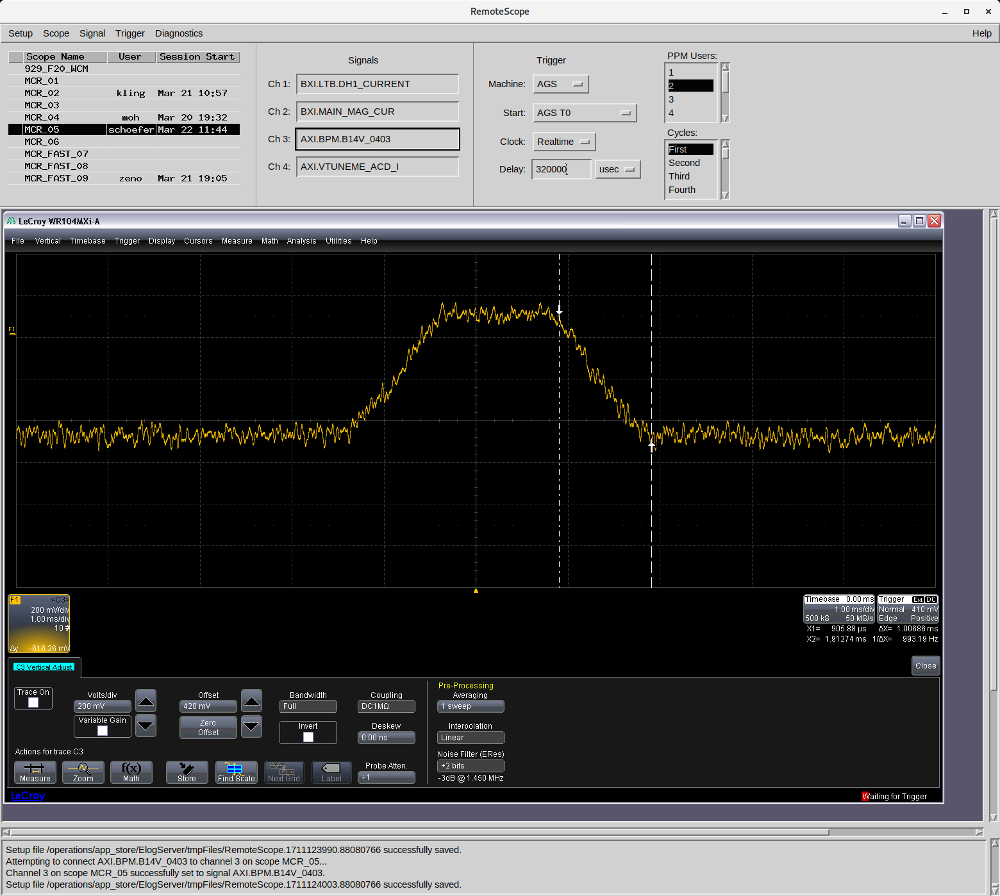 RemoteScope
Setup Scope Signal Trigger Diagnostics Help
Scope Name User Session Start
929_F20_WCM
MCR_01
MCR_02 kling Mar 21 10:57
MCR_03
MCR_04 moh Mar 20 19:32
MCR_05 schoefer Mar 22 11:44
MCR_06
MCR_FAST_07
MCR_FAST_08
MCR_FAST_09 zeno Mar 21 19:05
Signals
Ch 1: BXI.LTB.DH1_CURRENT
Ch 2: BXI.MAIN_MAG_CUR
Ch 3: AXI.BPM.B14V_0403
Ch 4: AXI.VTUNEME_ACD_I
Trigger
Machine: AGS
Start: AGS T0
Clock: Realtime
Delay: 320000 usec
PPM Users:
1
2
3
4
Cycles:
First
Second
Third
Fourth
LeCroy WR104MXi-A
File Vertical Timebase Trigger Display Cursors Measure Math Analysis Utilities Help
F1
F1 <C3>
200 mV/div
1.00 ms/div
10 #
Δy -616.26 mV
Timebase 0.00 ms
1.00 ms/div
500 kS 50 MS/s
Trigger Ext DC
Normal 410 mV
Edge Positive
X1= 905.88 µs ΔX= 1.00686 ms
X2= 1.91274 ms 1/ΔX= 993.19 Hz
C3 Vertical Adjust
Close
Trace On
Volts/div
200 mV
Variable Gain
Offset
420 mV
Zero
Offset
Bandwidth
Full
Invert
Coupling
DC1MΩ
Deskew
0.00 ns
Pre-Processing
Averaging
1 sweep
Interpolation
Linear
Noise Filter (ERes)
+2 bits
-3dB @ 1.450 MHz
Actions for trace C3
Measure
Zoom
f(x)
Math
Store
Find Scale
Next Grid
Label
Probe Atten.
÷1
LeCroy
Waiting for Trigger
Setup file /operations/app_store/ElogServer/tmpFiles/RemoteScope.1711123990.88080766 successfully saved.
Attempting to connect AXI.BPM.B14V_0403 to channel 3 on scope MCR_05...
Channel 3 on scope MCR_05 successfully set to signal AXI.BPM.B14V_0403.
Setup file /operations/app_store/ElogServer/tmpFiles/RemoteScope.1711124003.88080766 successfully saved.